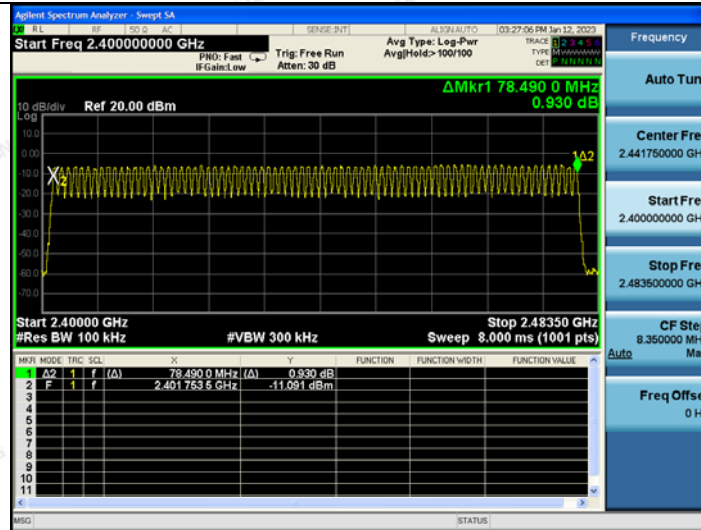 Agilent Spectrum Analyzer - Swept SA
RL RF 50 Ω AC SENSE:INT ALIGN AUTO 03:27:06 PM Jan 12, 2023
Start Freq 2.400000000 GHz
PNO: Fast
IFGain:Low
Trig: Free Run
Atten: 30 dB
Avg Type: Log-Pwr
Avg|Hold:>100/100
TRACE 1 2 3 4 5 6
TYPE M
DET P N N N N N
ΔMkr1 78.490 0 MHz
0.930 dB
10 dB/div Ref 20.00 dBm
Log
10.0
0.00
-10.0
-20.0
-30.0
-40.0
-50.0
-60.0
-70.0
2
1Δ2
Start 2.40000 GHz Stop 2.48350 GHz
#Res BW 100 kHz #VBW 300 kHz Sweep 8.000 ms (1001 pts)
MKR MODE TRC SCL X Y FUNCTION FUNCTION WIDTH FUNCTION VALUE
1 Δ2 1 f (Δ) 78.490 0 MHz (Δ) 0.930 dB
2 F 1 f 2.401 753 5 GHz -11.091 dBm
3
4
5
6
7
8
9
10
11
MSG STATUS
Frequency
Auto Tun
Center Fre
2.441750000 GH
Start Fre
2.400000000 GH
Stop Fre
2.483500000 GH
CF Ste
8.350000 MH
Auto Ma
Freq Offse
0 H